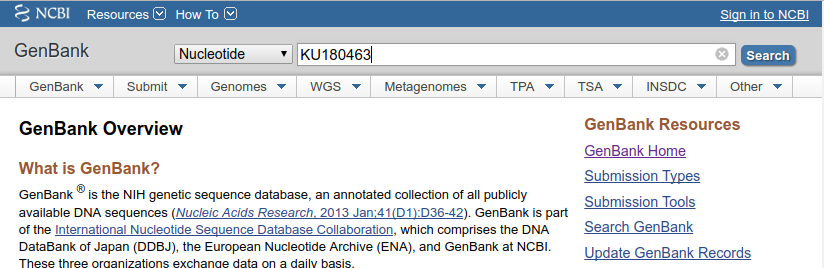 NCBI Resources How To Sign in to NCBI
GenBank Nucleotide KU180463 Search
GenBank Submit Genomes WGS Metagenomes TPA TSA INSDC Other
GenBank Overview
What is GenBank?
GenBank ® is the NIH genetic sequence database, an annotated collection of all publicly
available DNA sequences (Nucleic Acids Research, 2013 Jan;41(D1):D36-42). GenBank is part
of the International Nucleotide Sequence Database Collaboration, which comprises the DNA
DataBank of Japan (DDBJ), the European Nucleotide Archive (ENA), and GenBank at NCBI.
These three organizations exchange data on a daily basis.
GenBank Resources
GenBank Home
Submission Types
Submission Tools
Search GenBank
Update GenBank Records